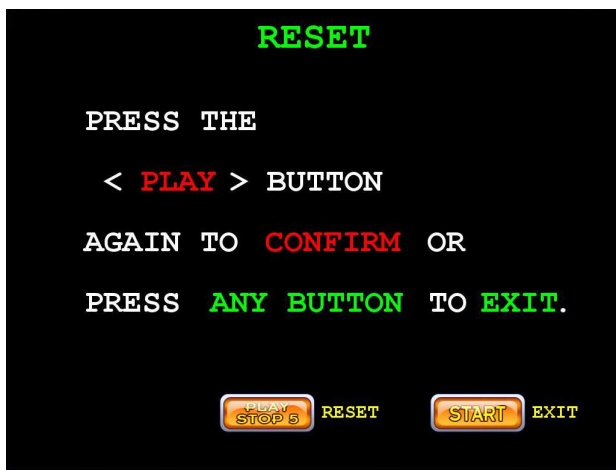 RESET
PRESS THE
< PLAY > BUTTON
AGAIN TO CONFIRM OR
PRESS ANY BUTTON TO EXIT.
PLAY
STOP 5 RESET START EXIT